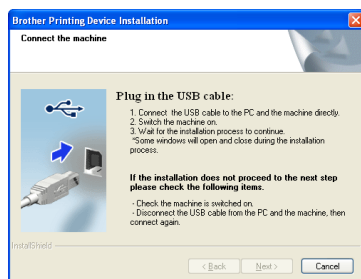 Brother Printing Device Installation
Connect the machine
Plug in the USB cable:
1. Connect the USB cable to the PC and the machine directly.
2. Switch the machine on.
3. Wait for the installation process to continue.
*Some windows will open and close during the installation
process.
If the installation does not proceed to the next step
please check the following items.
- Check the machine is switched on.
- Disconnect the USB cable from the PC and the machine, then
connect again.
InstallShield
< Back
Next >
Cancel